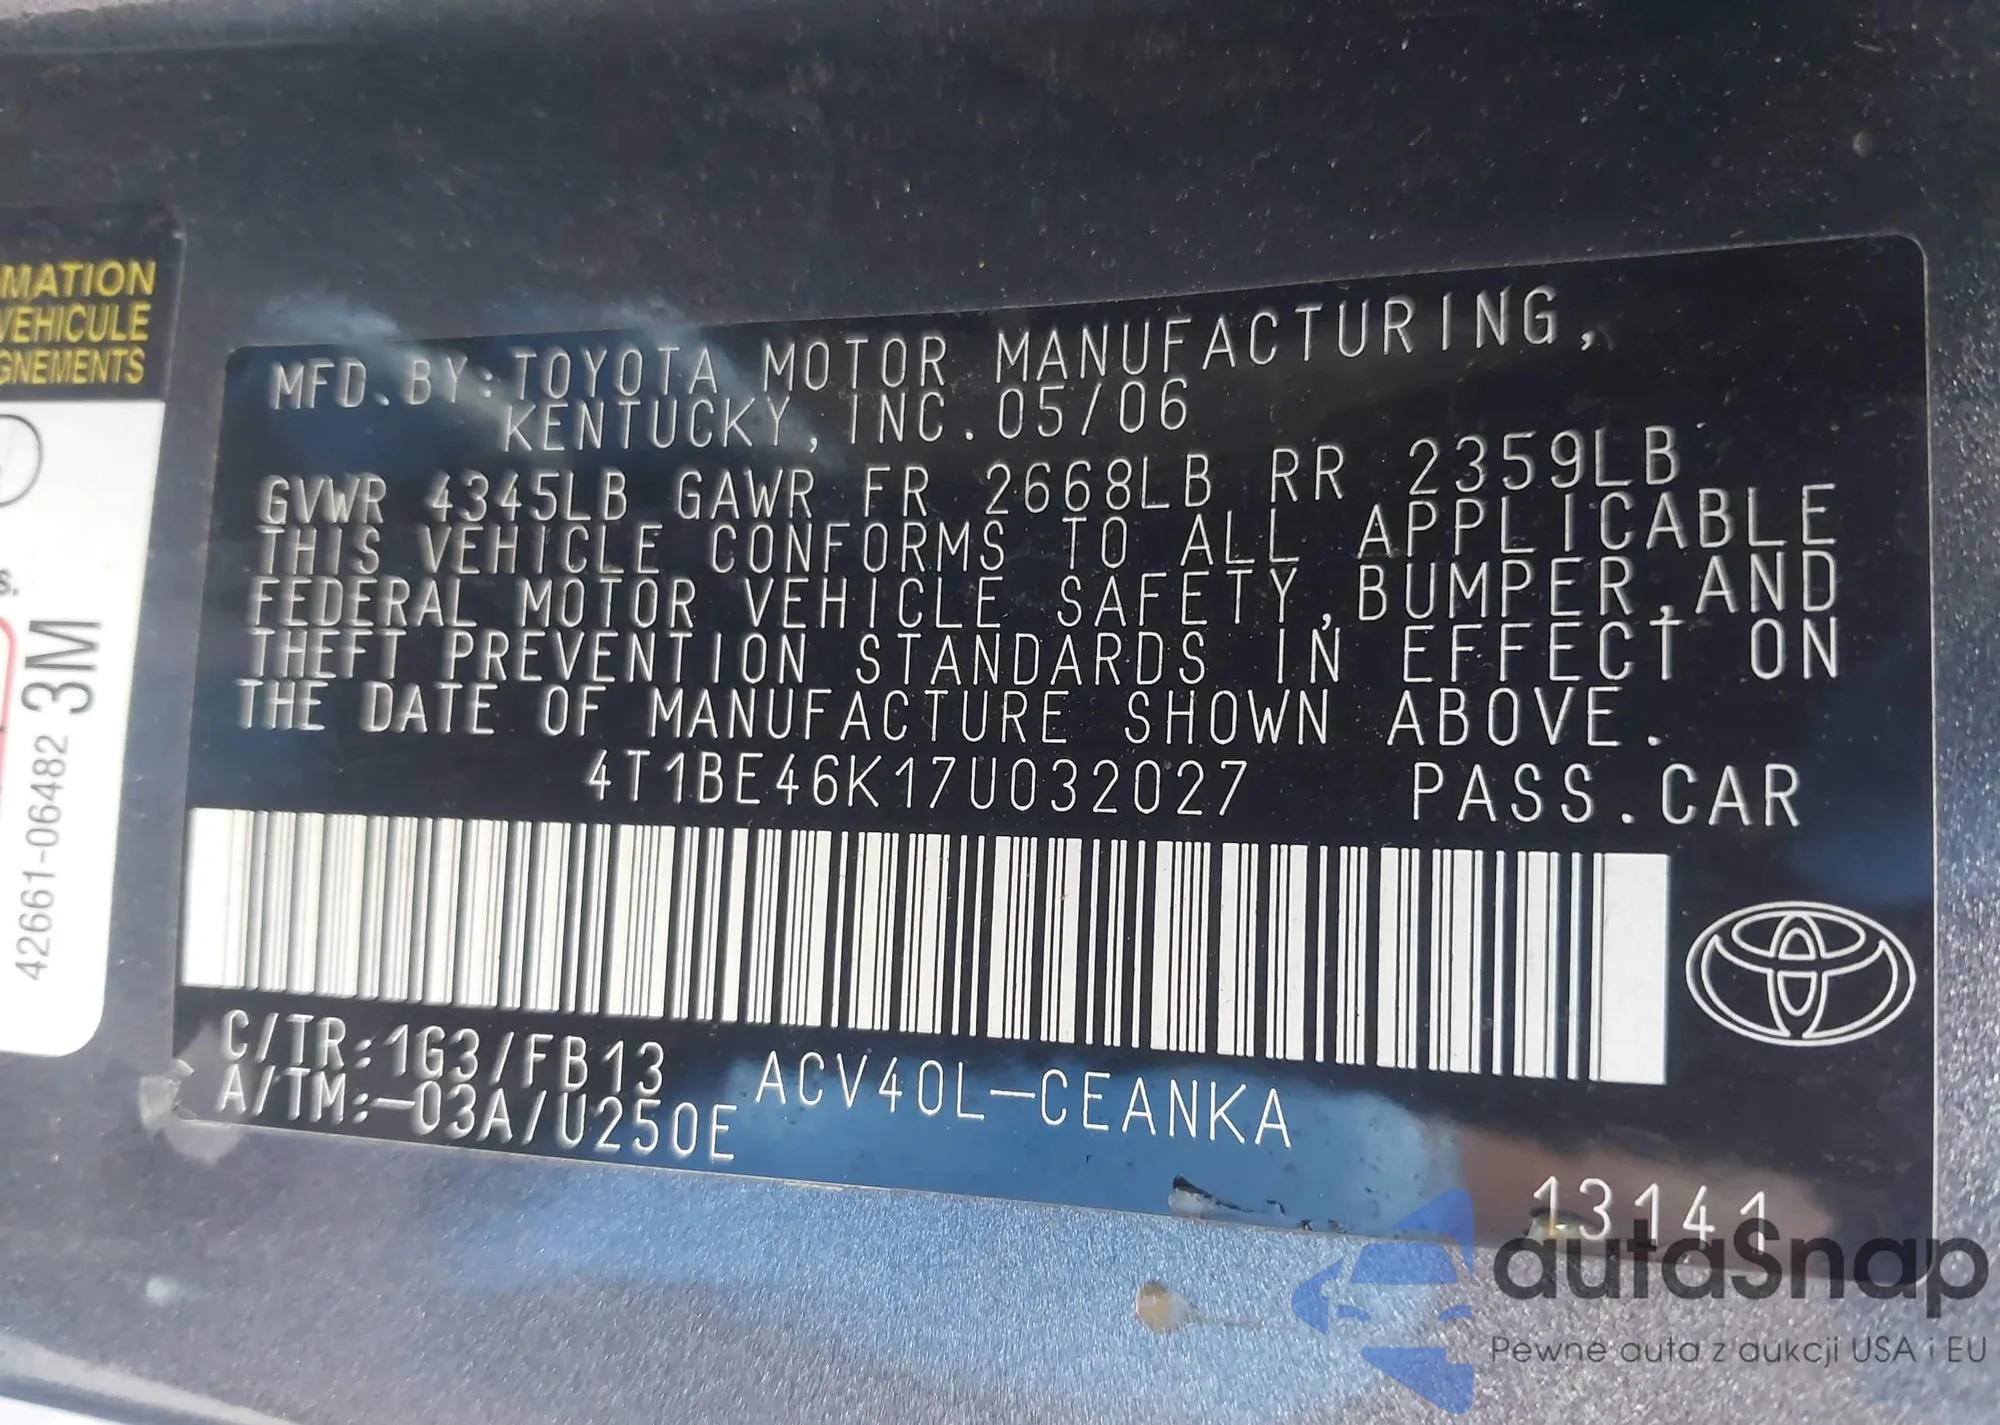 MATION
VEHICULE
GNEMENTS
s.
42661-06482 3M
MFD. BY: TOYOTA MOTOR MANUFACTURING,
KENTUCKY, INC. 05/06
GVWR 4345LB GAWR FR 2668LB RR 2359LB
THIS VEHICLE CONFORMS TO ALL APPLICABLE
FEDERAL MOTOR VEHICLE SAFETY, BUMPER, AND
THEFT PREVENTION STANDARDS IN EFFECT ON
THE DATE OF MANUFACTURE SHOWN ABOVE.
4T1BE46K17U032027 PASS. CAR
C/TR: 1G3/FB13 ACV40L-CEANKA
A/TM: -03A/U250E
13141
autaSnap
Pewne auta z aukcji USA i EU